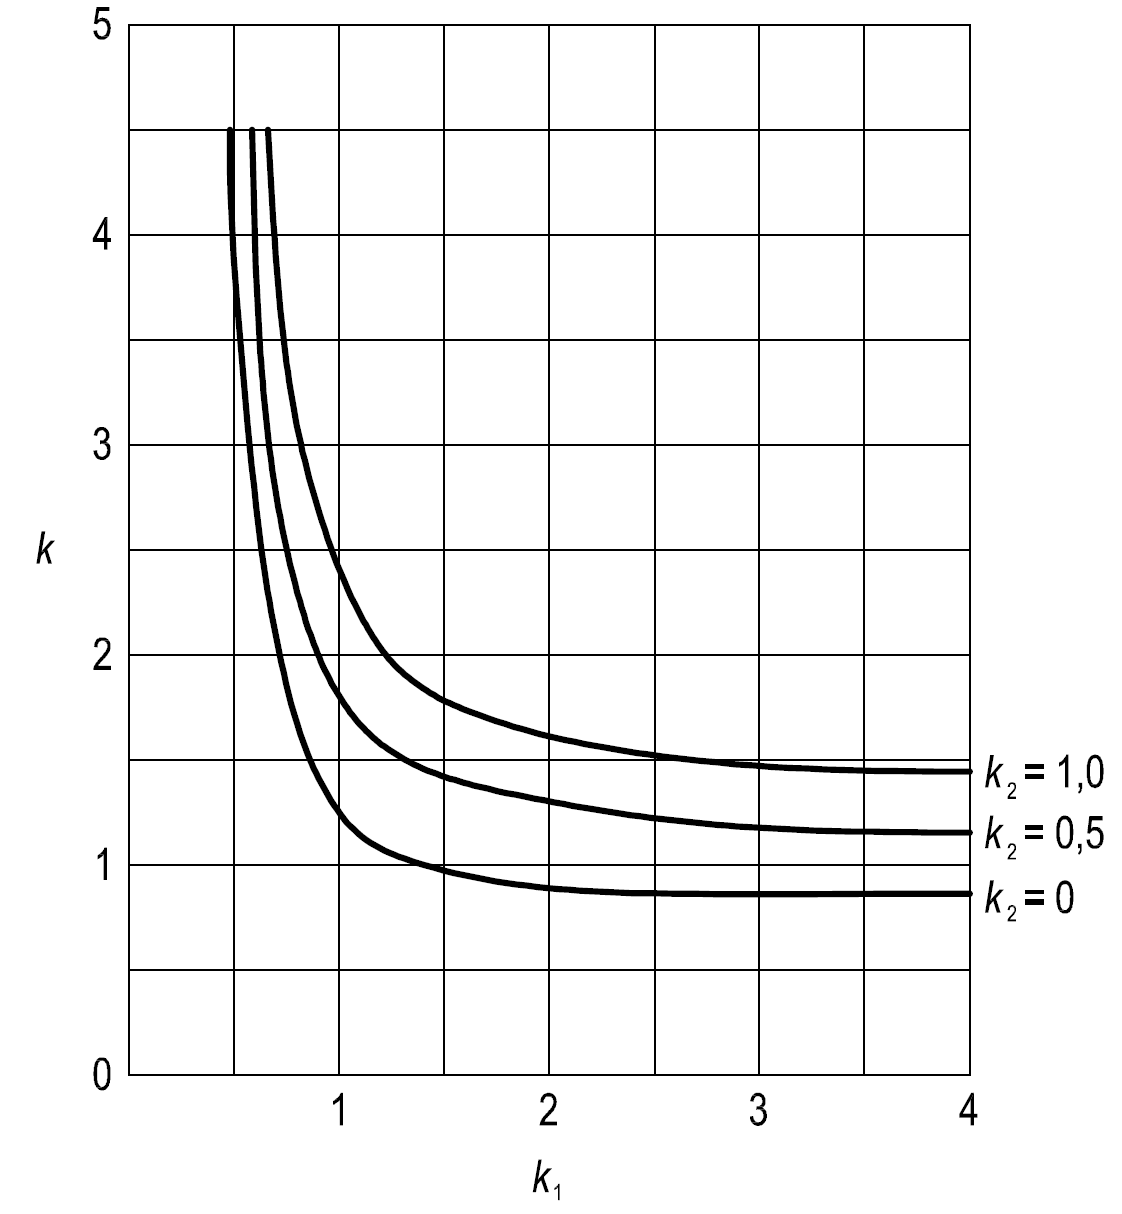 5
4
3
k
2
1
0
k₂ = 1,0
k₂ = 0,5
k₂ = 0
1 2 3 4
k₁